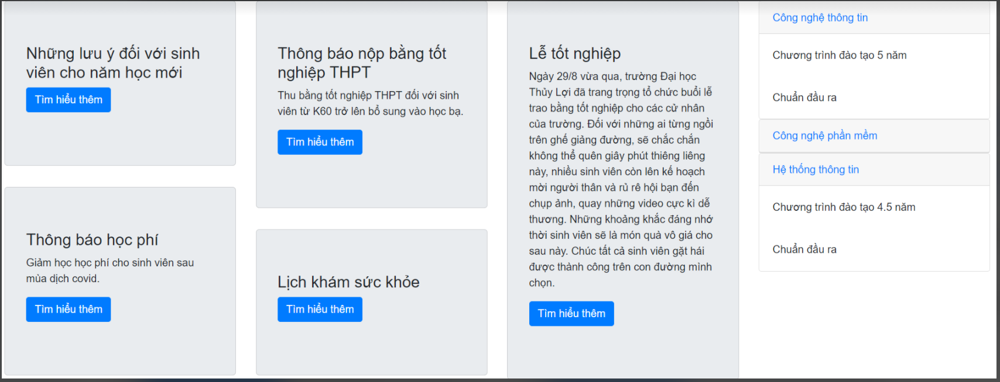 Những lưu ý đối với sinh
viên cho năm học mới
Tìm hiểu thêm
Thông báo học phí
Giảm học học phí cho sinh viên sau
mùa dịch covid.
Tìm hiểu thêm
Thông báo nộp bằng tốt
nghiệp THPT
Thu bằng tốt nghiệp THPT đối với sinh
viên từ K60 trở lên bổ sung vào học bạ.
Tìm hiểu thêm
Lịch khám sức khỏe
Tìm hiểu thêm
Lễ tốt nghiệp
Ngày 29/8 vừa qua, trường Đại học
Thủy Lợi đã trang trọng tổ chức buổi lễ
trao bằng tốt nghiệp cho các cử nhân
của trường. Đối với những ai từng ngồi
trên ghế giảng đường, sẽ chắc chắn
không thể quên giây phút thiêng liêng
này, nhiều sinh viên còn lên kế hoạch
mời người thân và rủ rê hội bạn đến
chụp ảnh, quay những video cực kì dễ
thương. Những khoảng khắc đáng nhớ
thời sinh viên sẽ là món quà vô giá cho
sau này. Chúc tất cả sinh viên gặt hái
được thành công trên con đường mình
chọn.
Tìm hiểu thêm
Công nghệ thông tin
Chương trình đào tạo 5 năm
Chuẩn đầu ra
Công nghệ phần mềm
Hệ thống thông tin
Chương trình đào tạo 4.5 năm
Chuẩn đầu ra